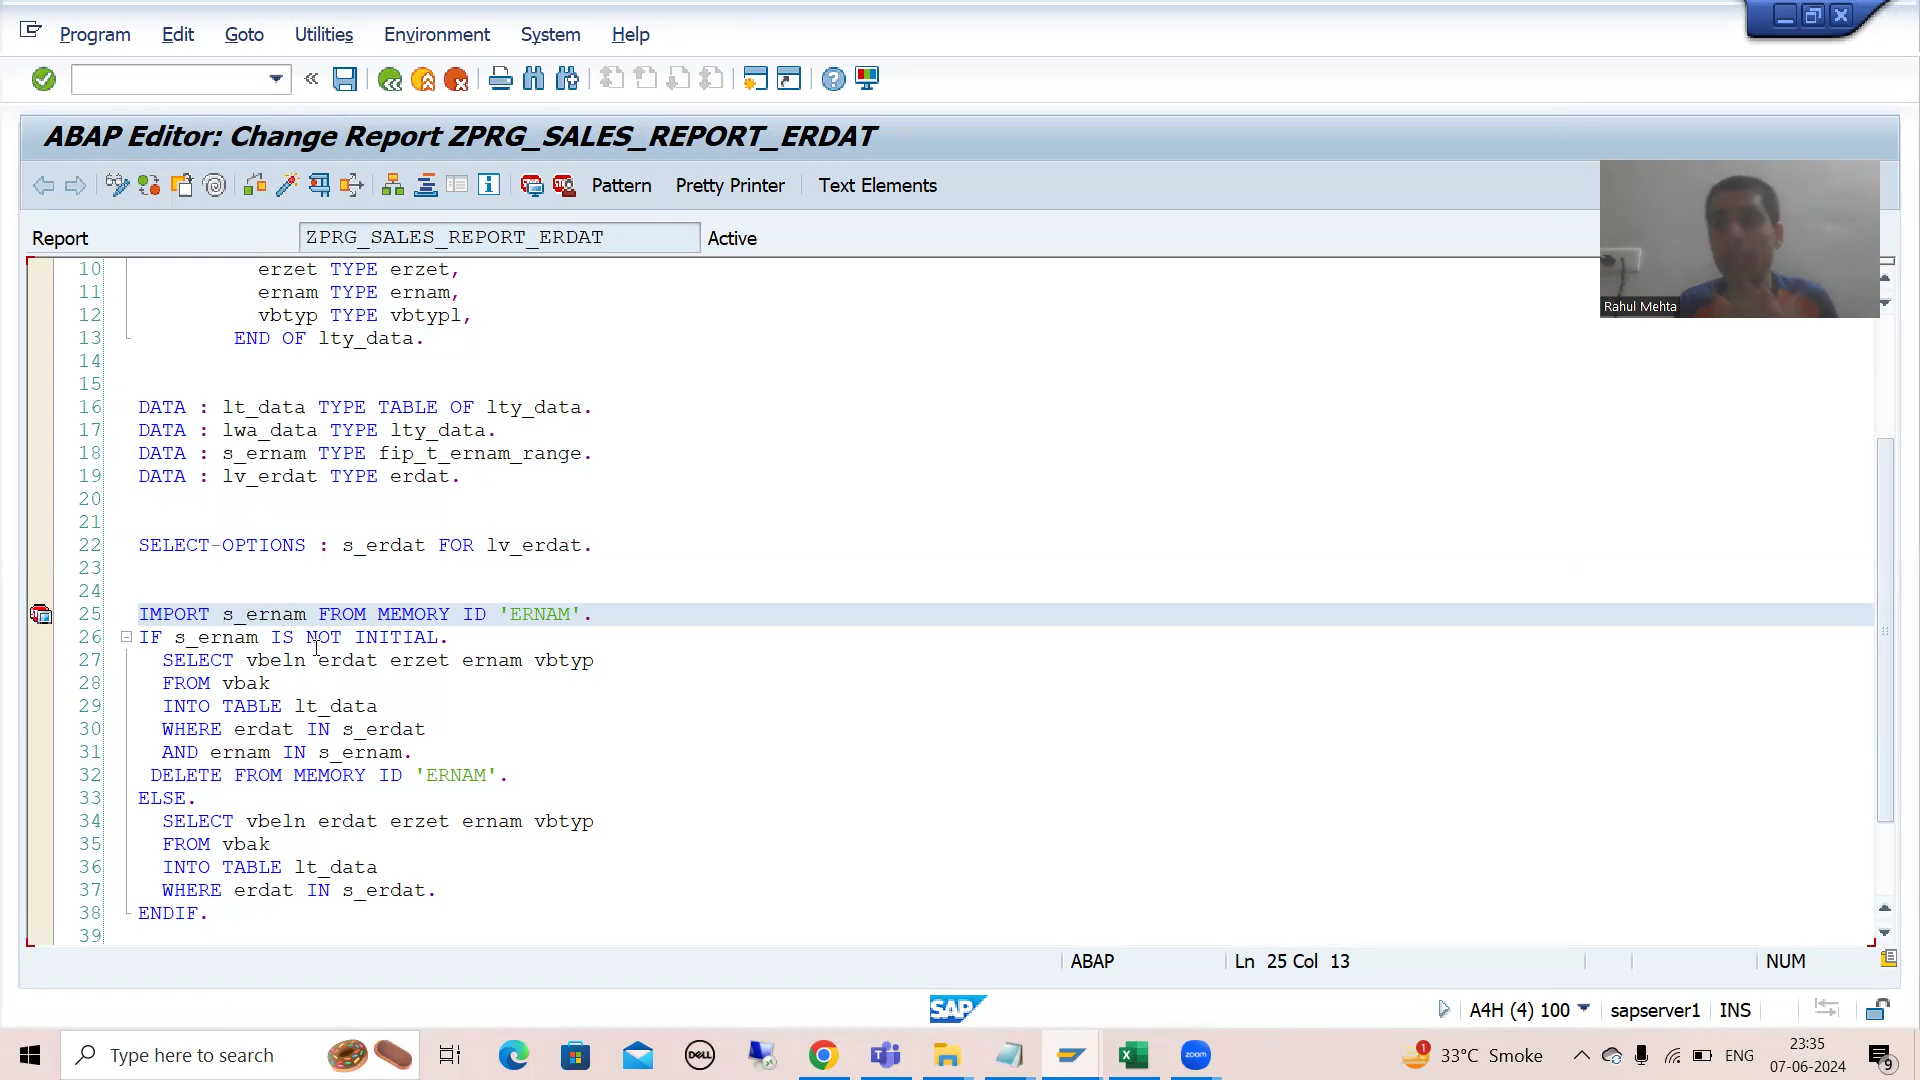 Program Edit Goto Utilities Environment System Help
ABAP Editor: Change Report ZPRG_SALES_REPORT_ERDAT
Pattern Pretty Printer Text Elements
Report ZPRG_SALES_REPORT_ERDAT Active
Rahul Mehta
10 erzet TYPE erzet,
11 ernam TYPE ernam,
12 vbtyp TYPE vbtypl,
13 END OF lty_data.
14
15
16 DATA : lt_data TYPE TABLE OF lty_data.
17 DATA : lwa_data TYPE lty_data.
18 DATA : s_ernam TYPE fip_t_ernam_range.
19 DATA : lv_erdat TYPE erdat.
20
21
22 SELECT-OPTIONS : s_erdat FOR lv_erdat.
23
24
25 IMPORT s_ernam FROM MEMORY ID 'ERNAM'.
26 IF s_ernam IS NOT INITIAL.
27 SELECT vbeln erdat erzet ernam vbtyp
28 FROM vbak
29 INTO TABLE lt_data
30 WHERE erdat IN s_erdat
31 AND ernam IN s_ernam.
32 DELETE FROM MEMORY ID 'ERNAM'.
33 ELSE.
34 SELECT vbeln erdat erzet ernam vbtyp
35 FROM vbak
36 INTO TABLE lt_data
37 WHERE erdat IN s_erdat.
38 ENDIF.
39
ABAP Ln 25 Col 13 NUM
SAP
A4H (4) 100 sapserver1 INS
Type here to search
DELL
zoom
1
33°C Smoke
ENG
23:35
07-06-2024
9